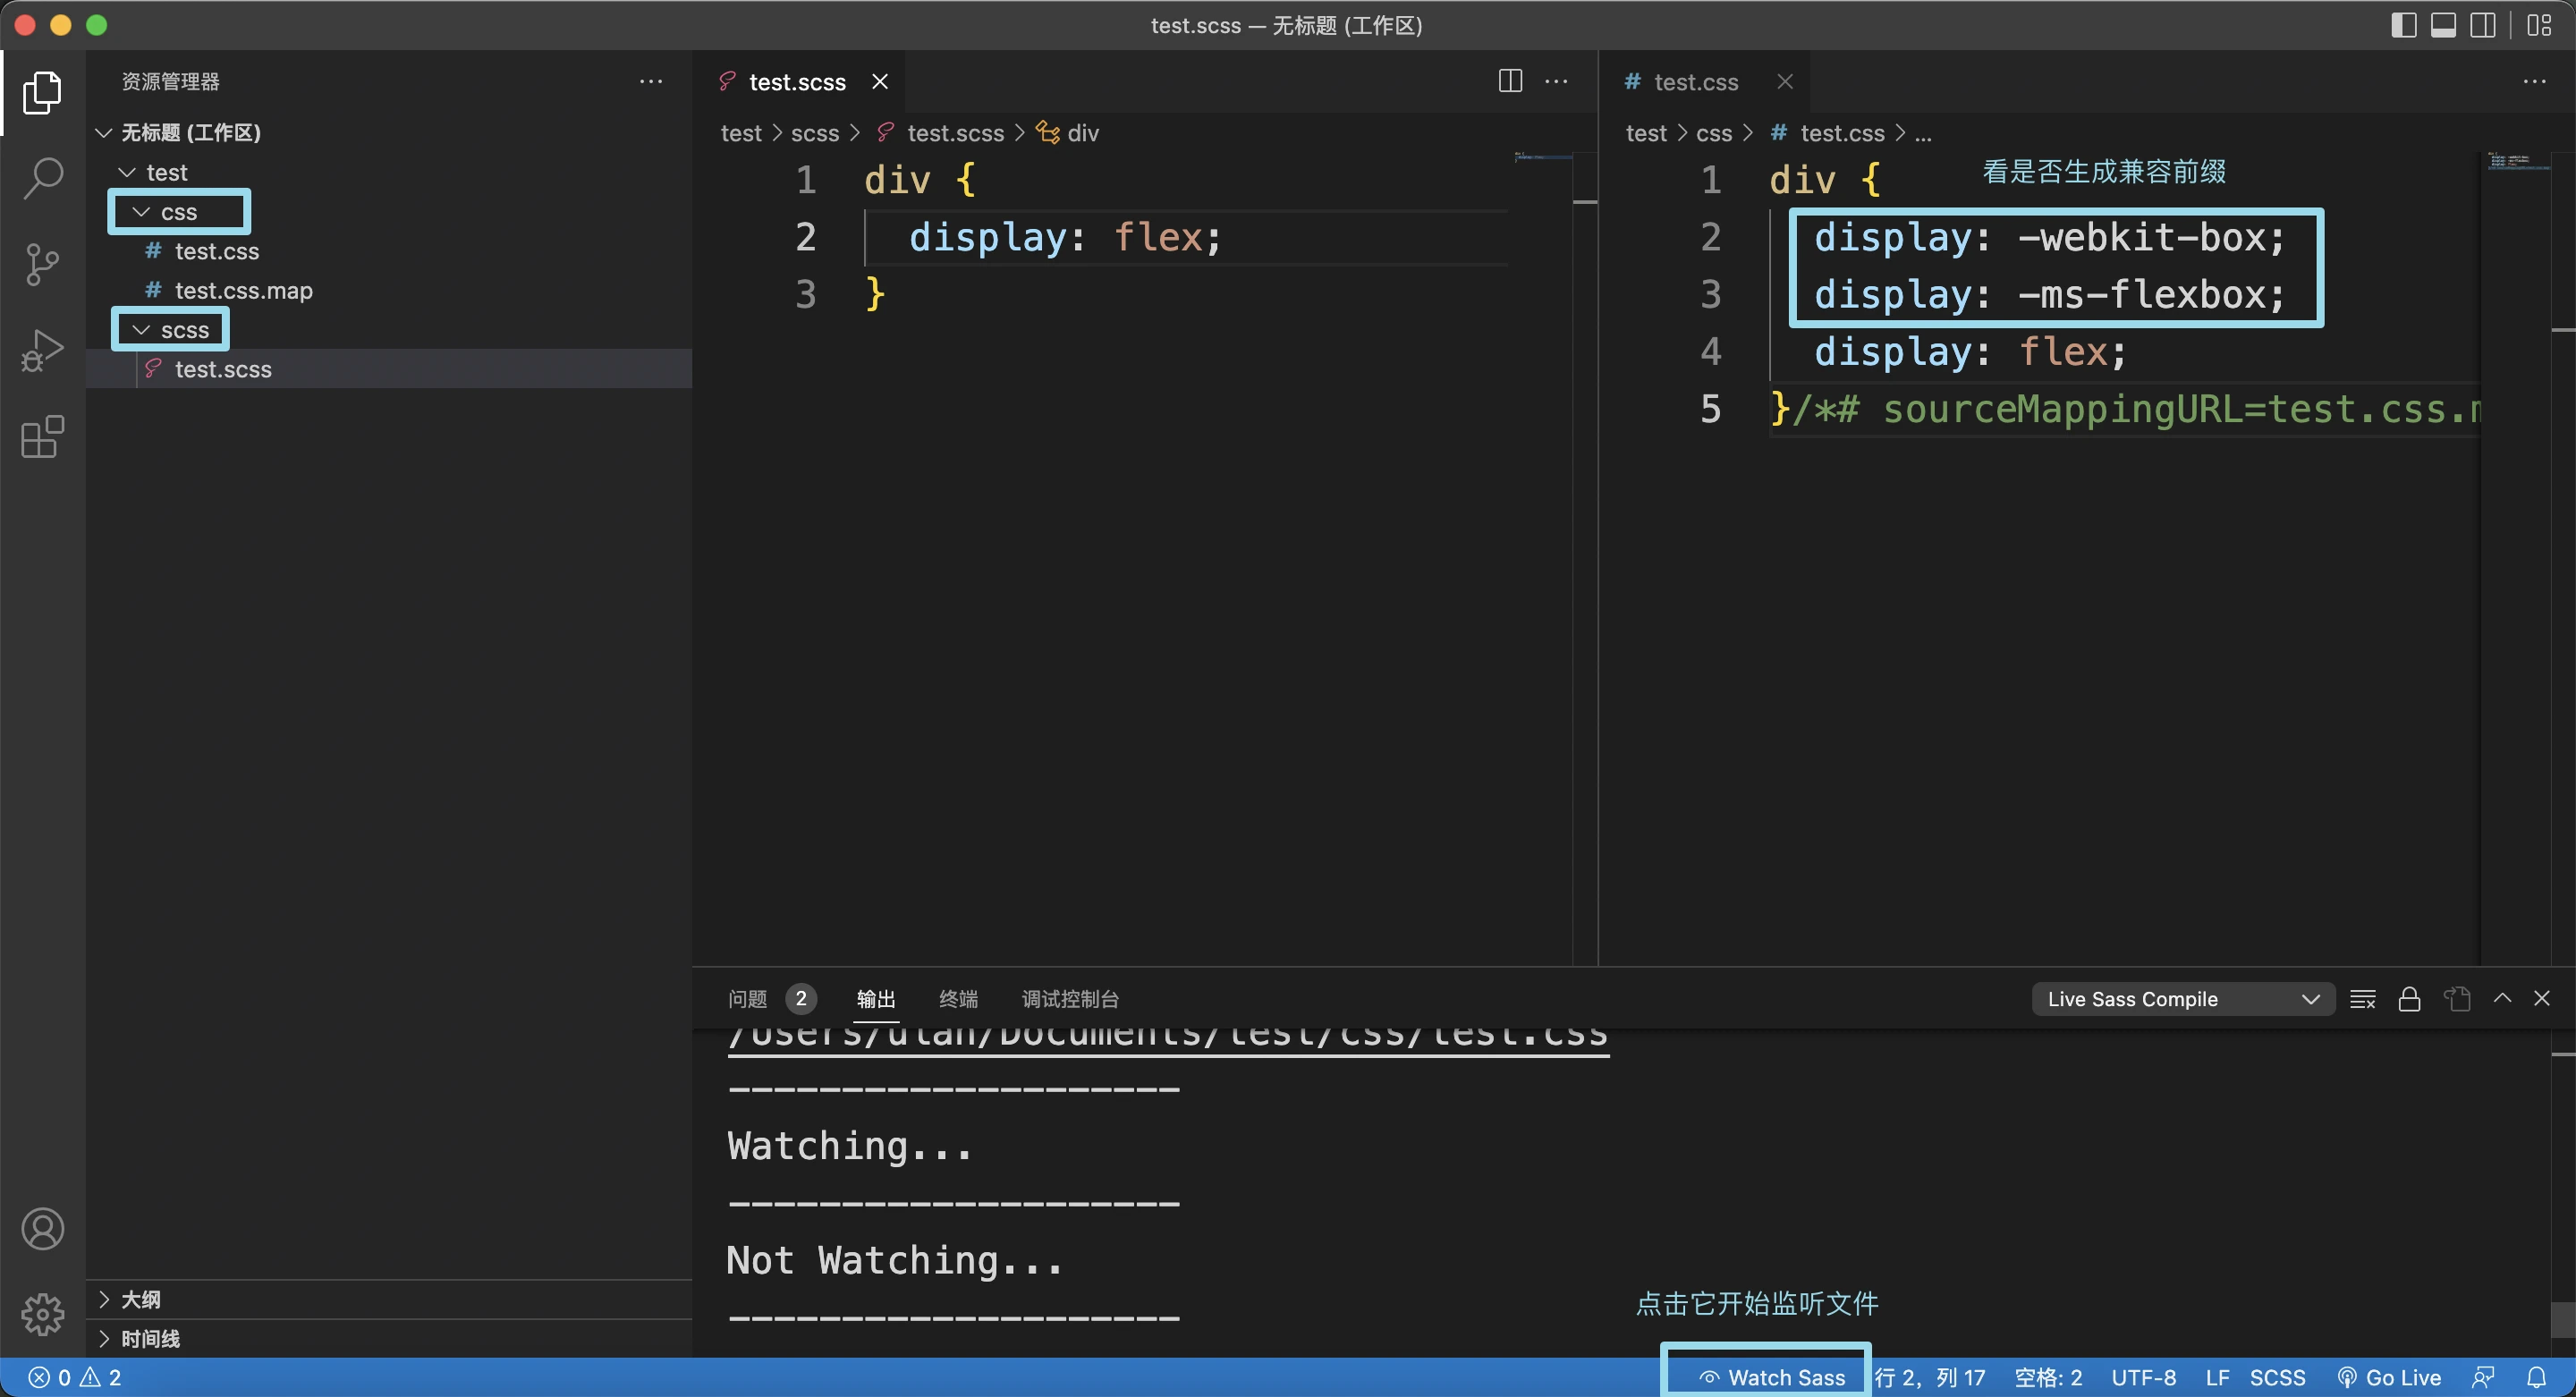 test.scss — 无标题 (工作区)
资源管理器
无标题 (工作区)
test
css
test.css
test.css.map
scss
test.scss
大纲
时间线
test.scss
test > scss > test.scss > div
1 div {
2 display: flex;
3 }
test.css
test > css > test.css > ...
看是否生成兼容前缀
1 div {
2 display: -webkit-box;
3 display: -ms-flexbox;
4 display: flex;
5 }/*# sourceMappingURL=test.css.m
问题 2 输出 终端 调试控制台 Live Sass Compile
/Users/ulan/Documents/test/css/test.css
--------------------
Watching...
--------------------
Not Watching...
--------------------
点击它开始监听文件
0 2 Watch Sass 行 2, 列 17 空格: 2 UTF-8 LF SCSS Go Live